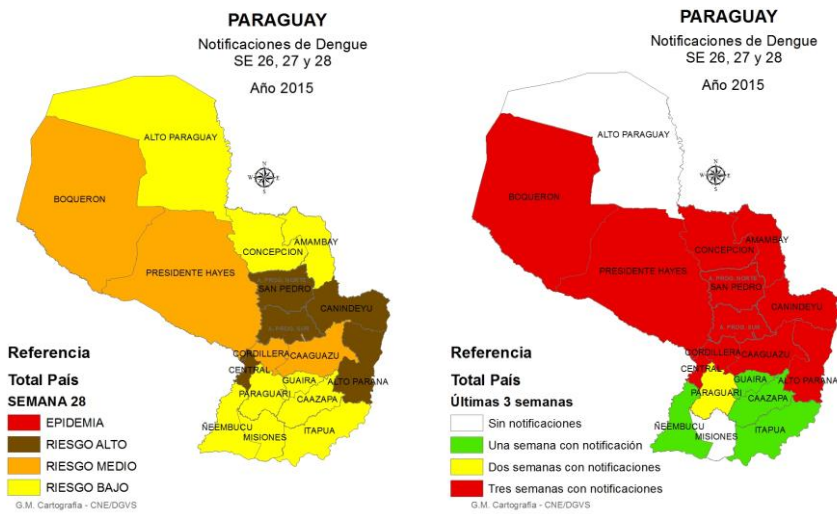 PARAGUAY
Notificaciones de Dengue
SE 26, 27 y 28
Año 2015
ALTO PARAGUAY
N
W
E
S
BOQUERON
AMAMBAY
CONCEPCION
PRESIDENTE HAYES
SAN PEDRO
CANINDEYU
CORDILLERA
CAAGUAZU
CENTRAL
GUAIRA
ALTO PARANA
PARAGUARI
CAAZAPA
ÑEEMBUCU
ITAPUA
MISIONES
Referencia
Total País
SEMANA 28
EPIDEMIA
RIESGO ALTO
RIESGO MEDIO
RIESGO BAJO
G.M. Cartografía - CNE/DGVS
PARAGUAY
Notificaciones de Dengue
SE 26, 27 y 28
Año 2015
ALTO PARAGUAY
N
W
E
S
BOQUERON
AMAMBAY
CONCEPCION
PRESIDENTE HAYES
SAN PEDRO
CANINDEYU
CORDILLERA
CAAGUAZU
CENTRAL
GUAIRA
ALTO PARANA
PARAGUARI
CAAZAPA
ÑEEMBUCU
ITAPUA
MISIONES
Referencia
Total País
Últimas 3 semanas
Sin notificaciones
Una semana con notificación
Dos semanas con notificaciones
Tres semanas con notificaciones
G.M. Cartografía - CNE/DGVS